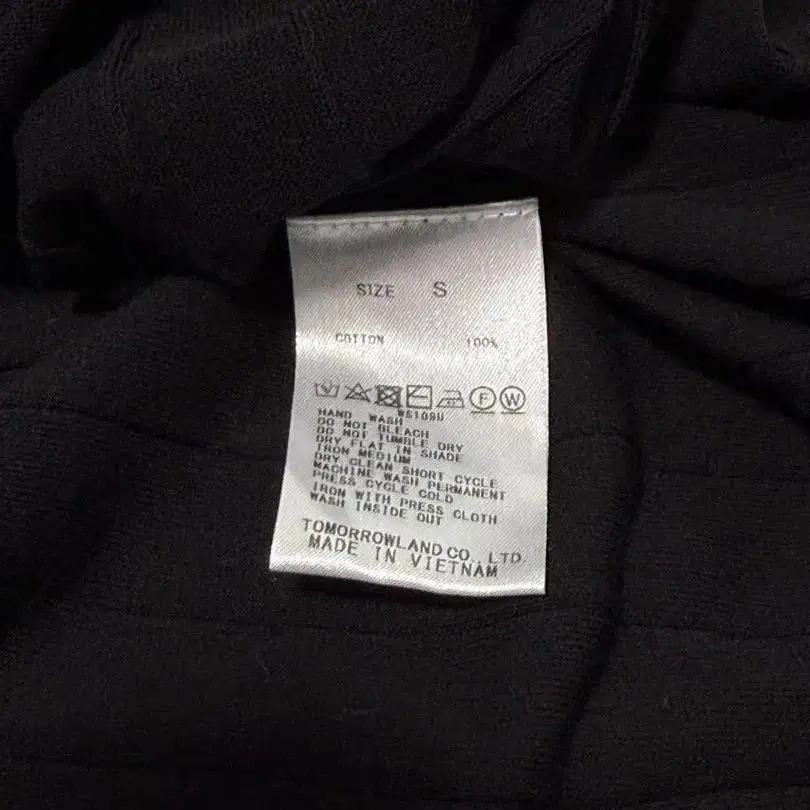 SIZE S
COTTON 100%
F W
WS108U
HAND WASH
DO NOT BLEACH
DO NOT TUMBLE DRY
DRY FLAT IN SHADE
IRON MEDIUM
DRY CLEAN SHORT CYCLE
MACHINE WASH PERMANENT
PRESS CYCLE COLD
IRON WITH PRESS CLOTH
WASH INSIDE OUT
TOMORROWLAND CO., LTD.
MADE IN VIETNAM